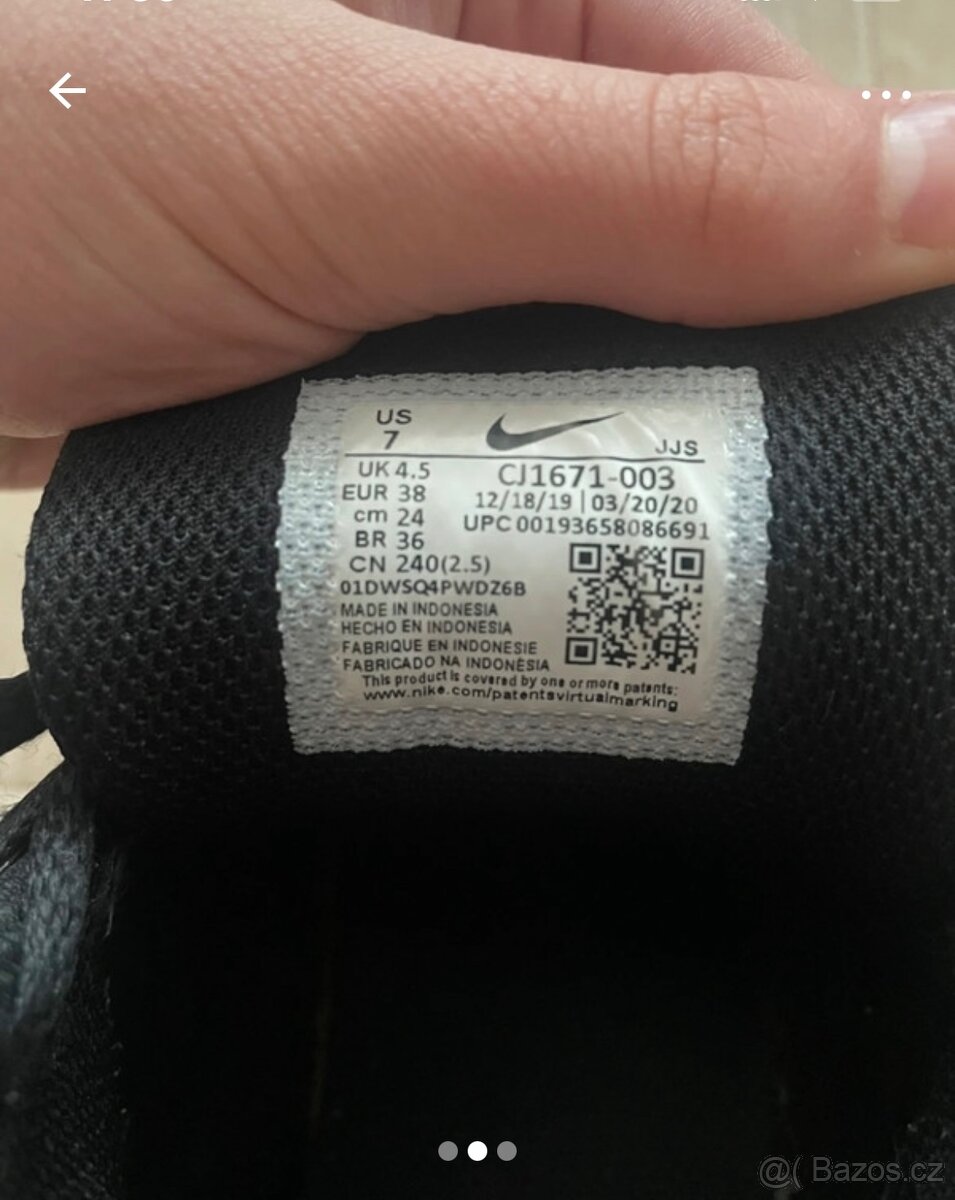 US
7
JJS
UK 4.5
EUR 38
cm 24
BR 36
CN 240(2.5)
CJ1671-003
12/18/19 | 03/20/20
UPC 00193658086691
01DWSQ4PWDZ6B
MADE IN INDONESIA
HECHO EN INDONESIA
FABRIQUE EN INDONESIE
FABRICADO NA INDONÉSIA
This product is covered by one or more patents:
www.nike.com/patentsvirtualmarking
@( Bazos.cz